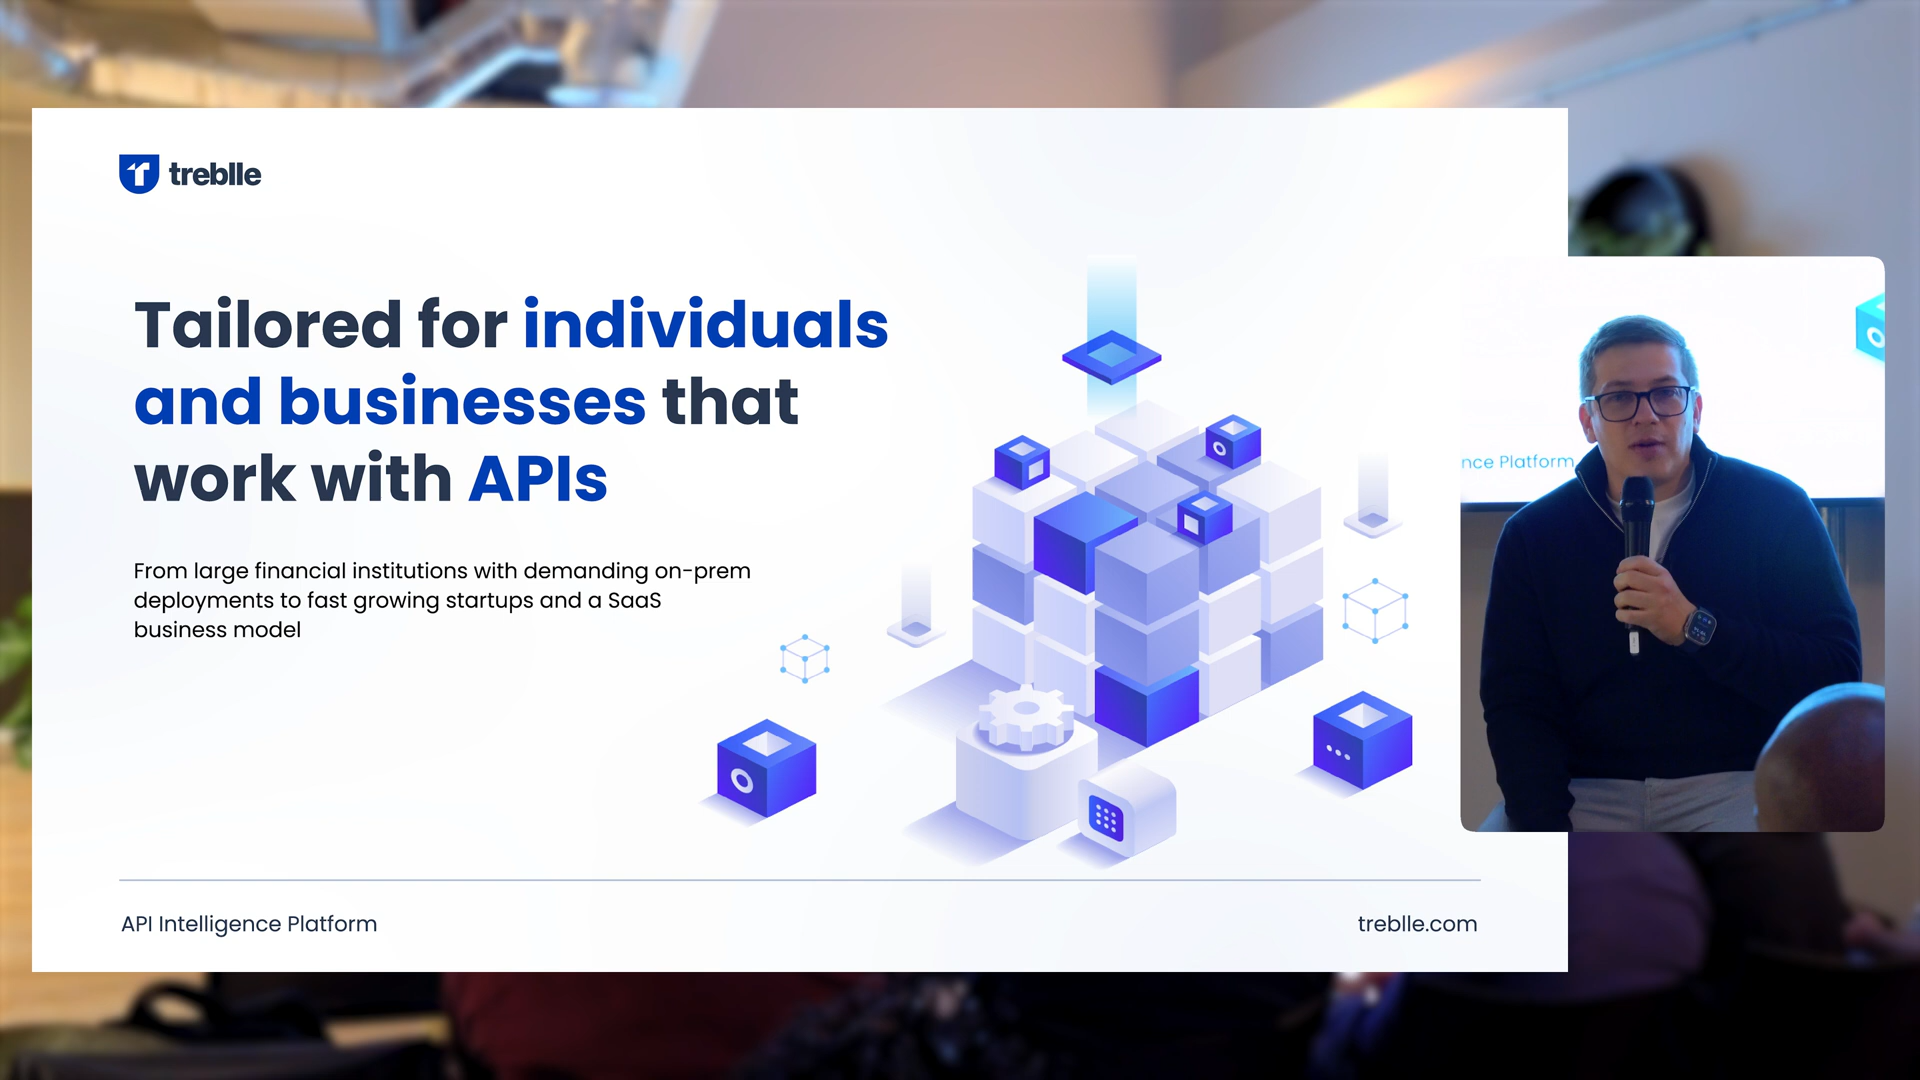 treblle
Tailored for individuals
and businesses that
work with APIs
From large financial institutions with demanding on-prem
deployments to fast growing startups and a SaaS
business model
nce Platform
API Intelligence Platform
treblle.com